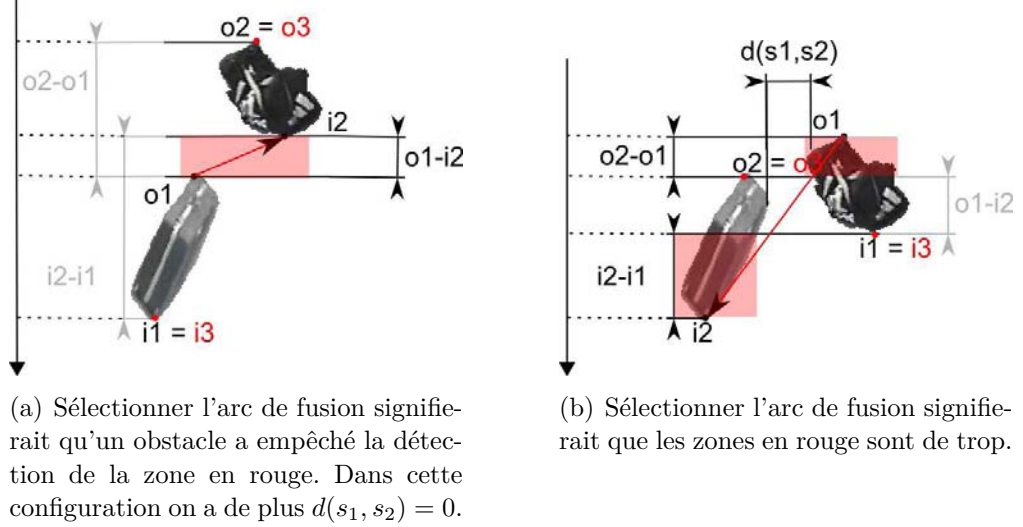 o2 = o3
o2-o1
i2
o1-i2
o1
i2-i1
i1 = i3
d(s1,s2)
o1
o2-o1
o2 = o3
o1-i2
i1 = i3
i2-i1
i2
(a) Sélectionner l'arc de fusion signifie-
rait qu'un obstacle a empêché la détec-
tion de la zone en rouge. Dans cette
configuration on a de plus d(s₁, s₂) = 0.
(b) Sélectionner l'arc de fusion signifie-
rait que les zones en rouge sont de trop.